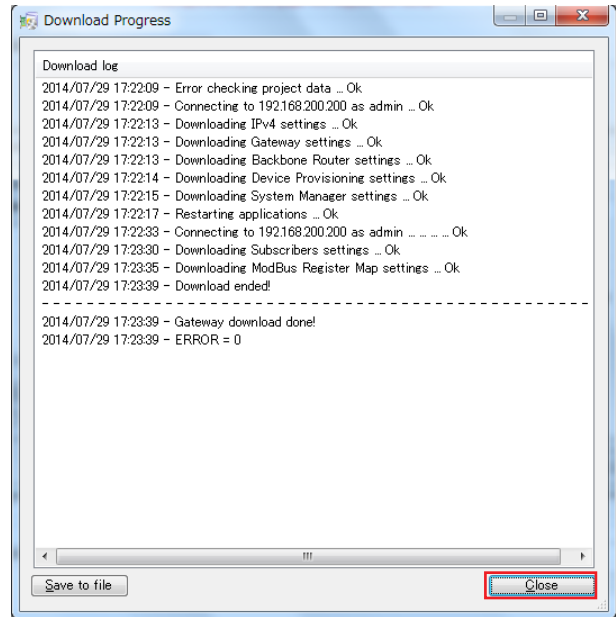 Download Progress
Download log
2014/07/29 17:22:09 - Error checking project data ... Ok
2014/07/29 17:22:09 - Connecting to 192.168.200.200 as admin ... Ok
2014/07/29 17:22:13 - Downloading IPv4 settings ... Ok
2014/07/29 17:22:13 - Downloading Gateway settings ... Ok
2014/07/29 17:22:13 - Downloading Backbone Router settings ... Ok
2014/07/29 17:22:14 - Downloading Device Provisioning settings ... Ok
2014/07/29 17:22:15 - Downloading System Manager settings ... Ok
2014/07/29 17:22:17 - Restarting applications ... Ok
2014/07/29 17:22:33 - Connecting to 192.168.200.200 as admin ... ... ... ... Ok
2014/07/29 17:23:30 - Downloading Subscribers settings ... Ok
2014/07/29 17:23:35 - Downloading ModBus Register Map settings ... Ok
2014/07/29 17:23:39 - Download ended!
2014/07/29 17:23:39 - Gateway download done!
2014/07/29 17:23:39 - ERROR = 0
Save to file
Close